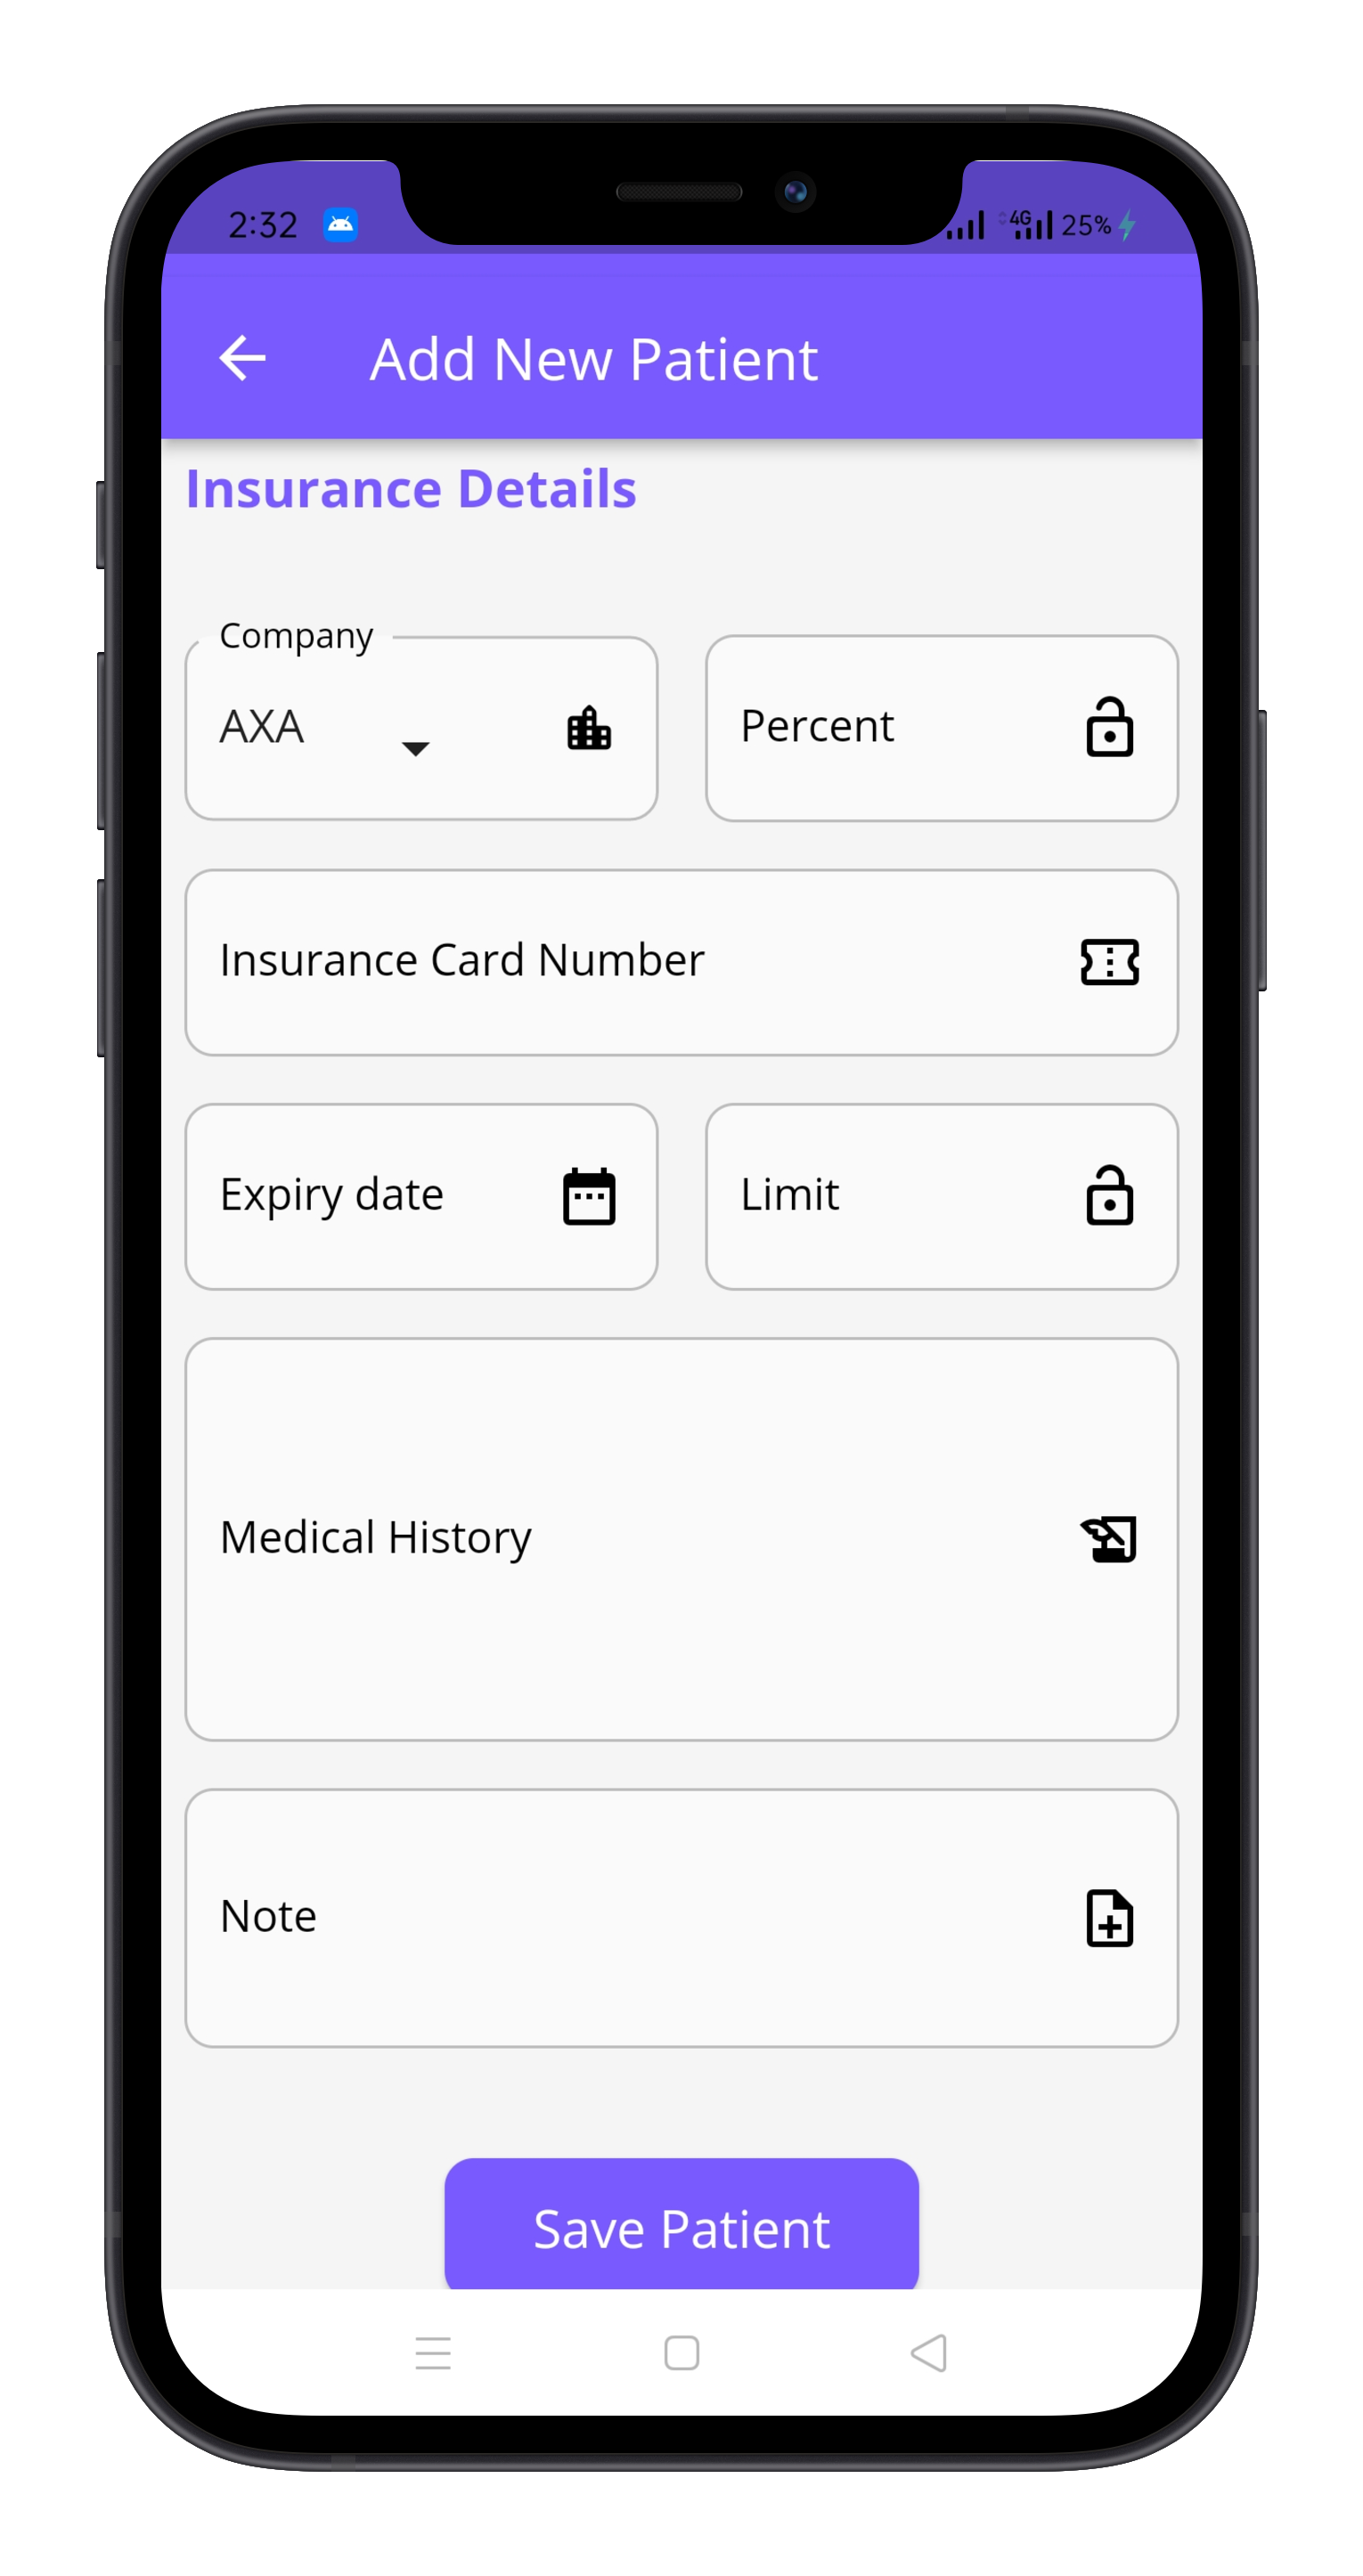 2:32 4G 25%
Add New Patient
Insurance Details
Company
AXA Percent
Insurance Card Number
Expiry date Limit
Medical History
Note
Save Patient